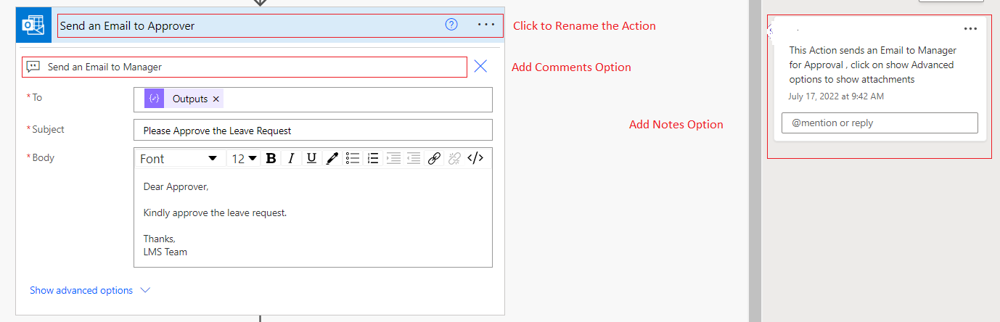 Send an Email to Approver
Click to Rename the Action
Send an Email to Manager
Add Comments Option
* To
Outputs ×
* Subject
Please Approve the Leave Request
Add Notes Option
* Body
Font 12 B I U </>
Dear Approver,
Kindly approve the leave request.
Thanks,
LMS Team
Show advanced options
This Action sends an Email to Manager
for Approval , click on show Advanced
options to show attachments
July 17, 2022 at 9:42 AM
@mention or reply